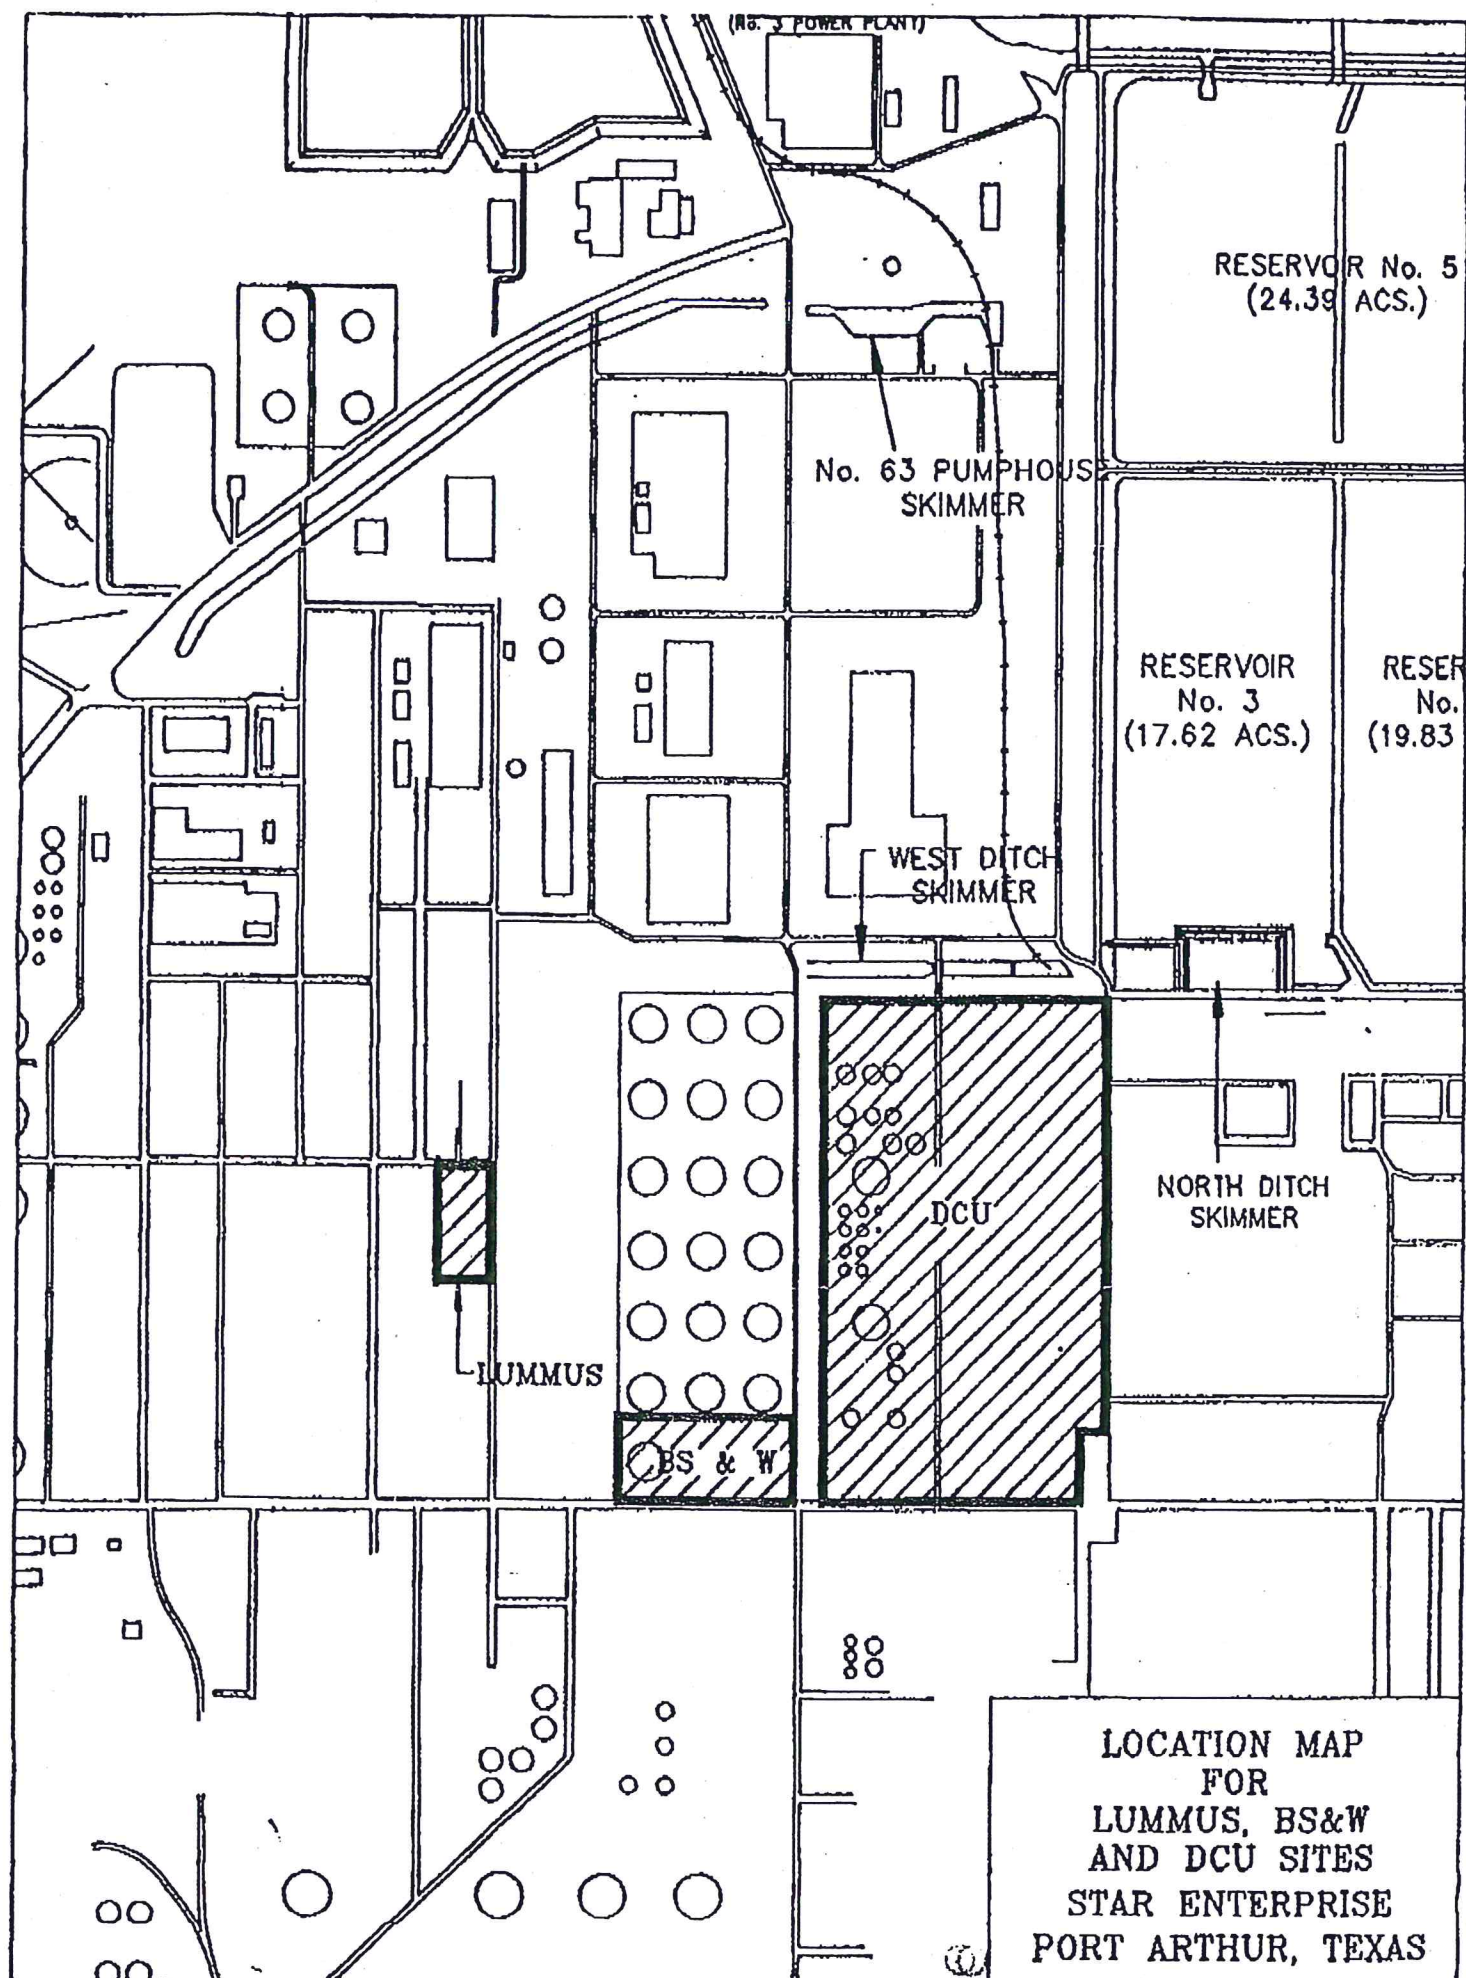 (No. 3 POWER PLANT)
RESERVOIR No. 5
(24.39 ACS.)
No. 63 PUMPHOUSE
SKIMMER
RESERVOIR
No. 3
(17.62 ACS.)
RESER
No.
(19.83
WEST DITCH
SKIMMER
DCU
NORTH DITCH
SKIMMER
LUMMUS
BS & W
LOCATION MAP
FOR
LUMMUS, BS&W
AND DCU SITES
STAR ENTERPRISE
PORT ARTHUR, TEXAS